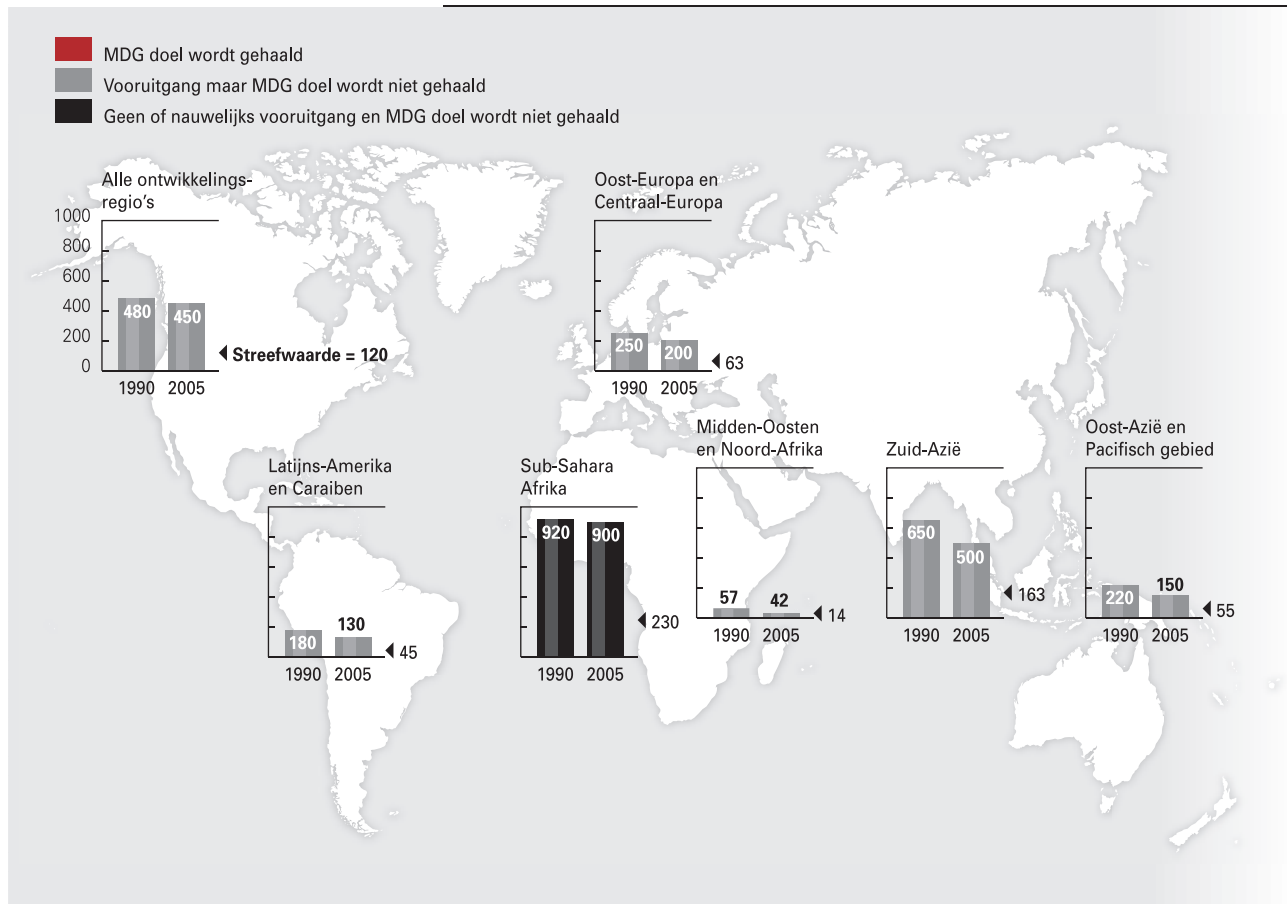 MDG doel wordt gehaald
Vooruitgang maar MDG doel wordt niet gehaald
Geen of nauwelijks vooruitgang en MDG doel wordt niet gehaald
Alle ontwikkelings-
regio's
1000
800
600
400
200
0
480
450
Streefwaarde = 120
1990 2005
Oost-Europa en
Centraal-Europa
250
200
63
1990 2005
Latijns-Amerika
en Caraiben
180
130
45
1990 2005
Sub-Sahara
Afrika
920
900
230
1990 2005
Midden-Oosten
en Noord-Afrika
57
42
14
1990 2005
Zuid-Azië
650
500
163
1990 2005
Oost-Azië en
Pacifisch gebied
220
150
55
1990 2005